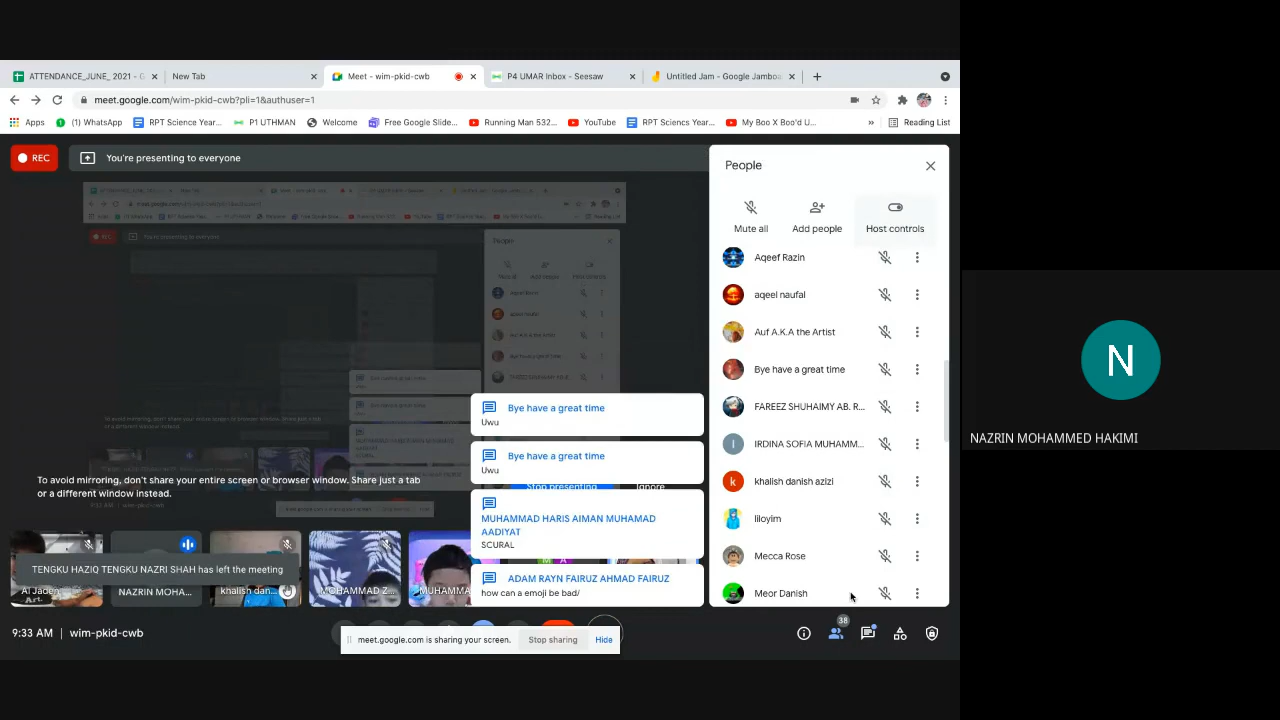 ATTENDANCE_JUNE_ 2021 - G
New Tab
Meet - wim-pkid-cwb
P4 UMAR Inbox - Seesaw
Untitled Jam - Google Jamboa
meet.google.com/wim-pkid-cwb?pli=1&authuser=1
Apps
(1) WhatsApp
RPT Science Year...
P1 UTHMAN
Welcome
Free Google Slide...
Running Man 532...
YouTube
RPT Sciencs Year...
My Boo X Boo'd U...
»
Reading List
REC
You're presenting to everyone
People
Mute all
Add people
Host controls
Aqeef Razin
aqeel naufal
Auf A.K.A the Artist
Bye have a great time
FAREEZ SHUHAIMY AB. R...
IRDINA SOFIA MUHAMM...
khalish danish azizi
liloyim
Mecca Rose
Meor Danish
Bye have a great time
Uwu
Bye have a great time
Uwu
Stop presenting
Ignore
MUHAMMAD HARIS AIMAN MUHAMAD
AADIYAT
SCURAL
ADAM RAYN FAIRUZ AHMAD FAIRUZ
how can a emoji be bad/
To avoid mirroring, don't share your entire screen or browser window. Share just a tab
or a different window instead.
TENGKU HAZIQ TENGKU NAZRI SHAH has left the meeting
Al Jaden
NAZRIN MOHA...
khalish dan...
MOHAMMAD Z...
MUHAMMA
9:33 AM | wim-pkid-cwb
meet.google.com is sharing your screen.
Stop sharing
Hide
38
N
NAZRIN MOHAMMED HAKIMI